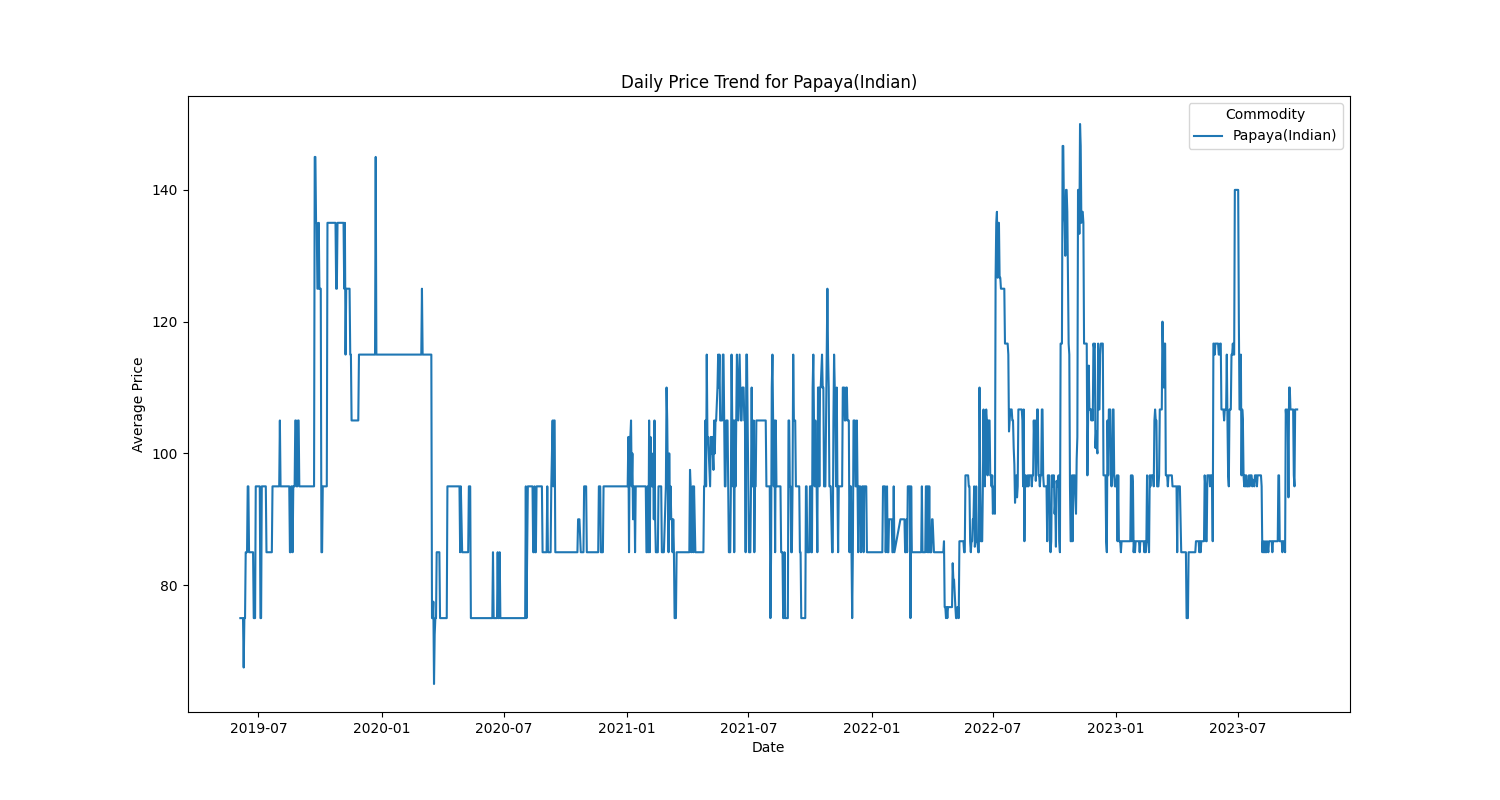 Daily Price Trend for Papaya(Indian)
Commodity
Papaya(Indian)
140
120
100
80
Average Price
2019-07 2020-01 2020-07 2021-01 2021-07 2022-01 2022-07 2023-01 2023-07
Date